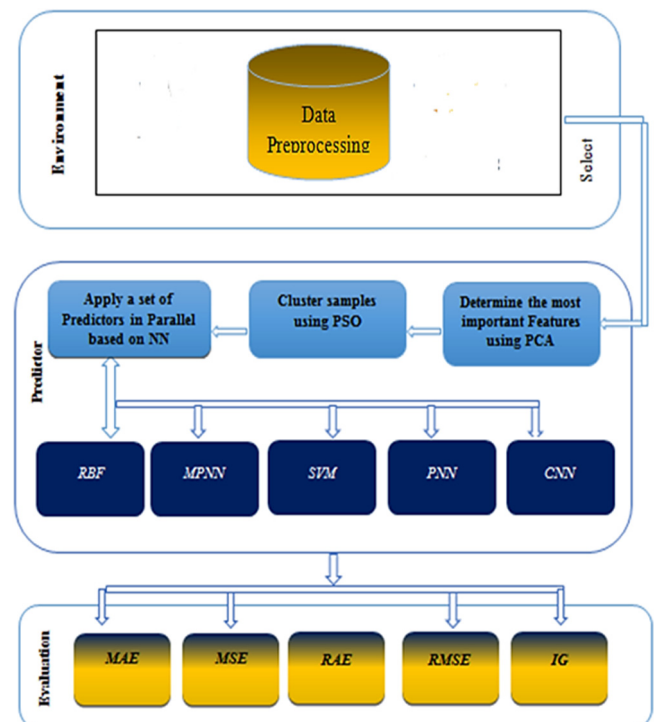 Environment
Data
Preprocessing
Select
Predictor
Apply a set of
Predictors in Parallel
based on NN
Cluster samples
using PSO
Determine the most
important Features
using PCA
RBF
MPNN
SVM
PNN
CNN
Evaluation
MAE
MSE
RAE
RMSE
IG